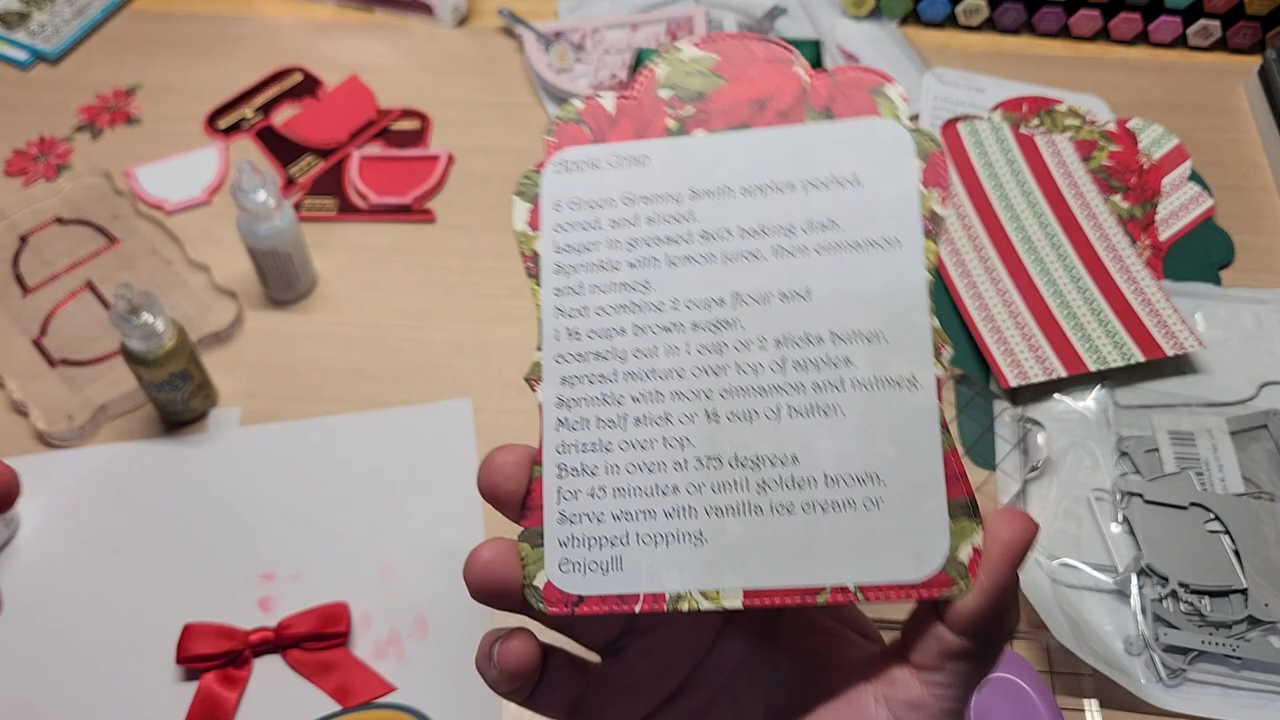 Apple Crisp
6 Green Granny Smith apples peeled,
cored, and sliced.
Layer in greased 9x13 baking dish.
Sprinkle with lemon juice, then cinnamon
and nutmeg.
Next combine 2 cups flour and
1 ½ cups brown sugar,
coarsely cut in 1 cup or 2 sticks butter,
spread mixture over top of apples.
Sprinkle with more cinnamon and nutmeg.
Melt half stick or ¼ cup of butter,
drizzle over top.
Bake in oven at 375 degrees
for 45 minutes or until golden brown.
Serve warm with vanilla ice cream or
whipped topping.
Enjoy!!!